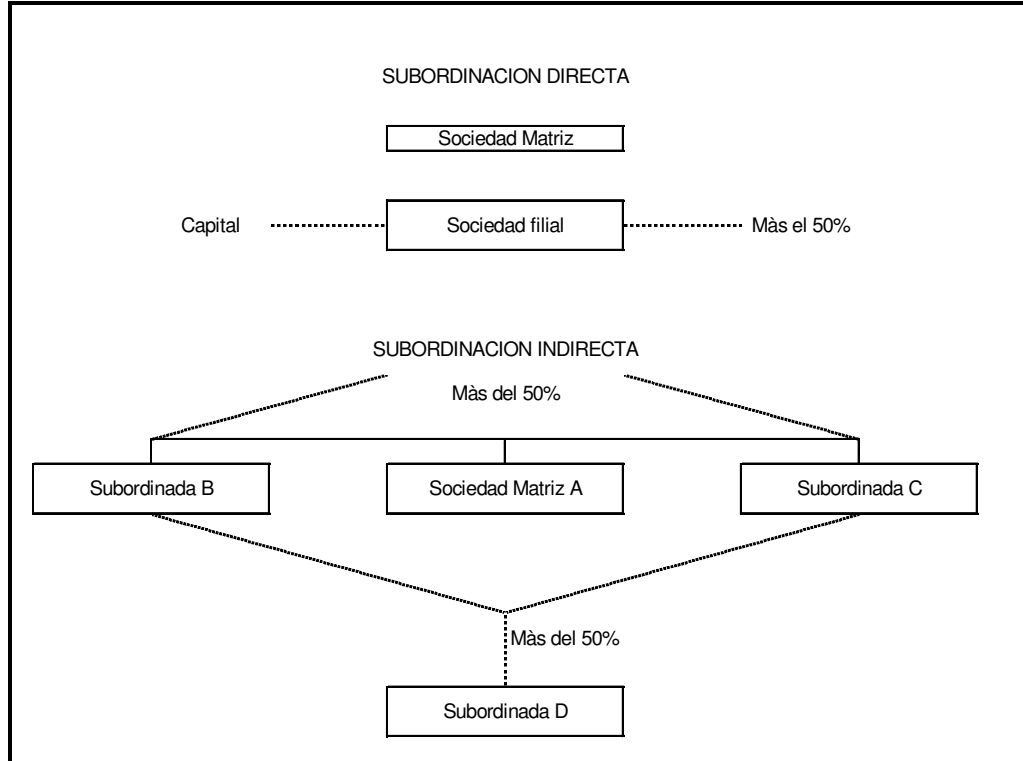 SUBORDINACION DIRECTA
Sociedad Matriz
Capital
Sociedad filial
Màs el 50%
SUBORDINACION INDIRECTA
Màs del 50%
Subordinada B
Sociedad Matriz A
Subordinada C
Màs del 50%
Subordinada D